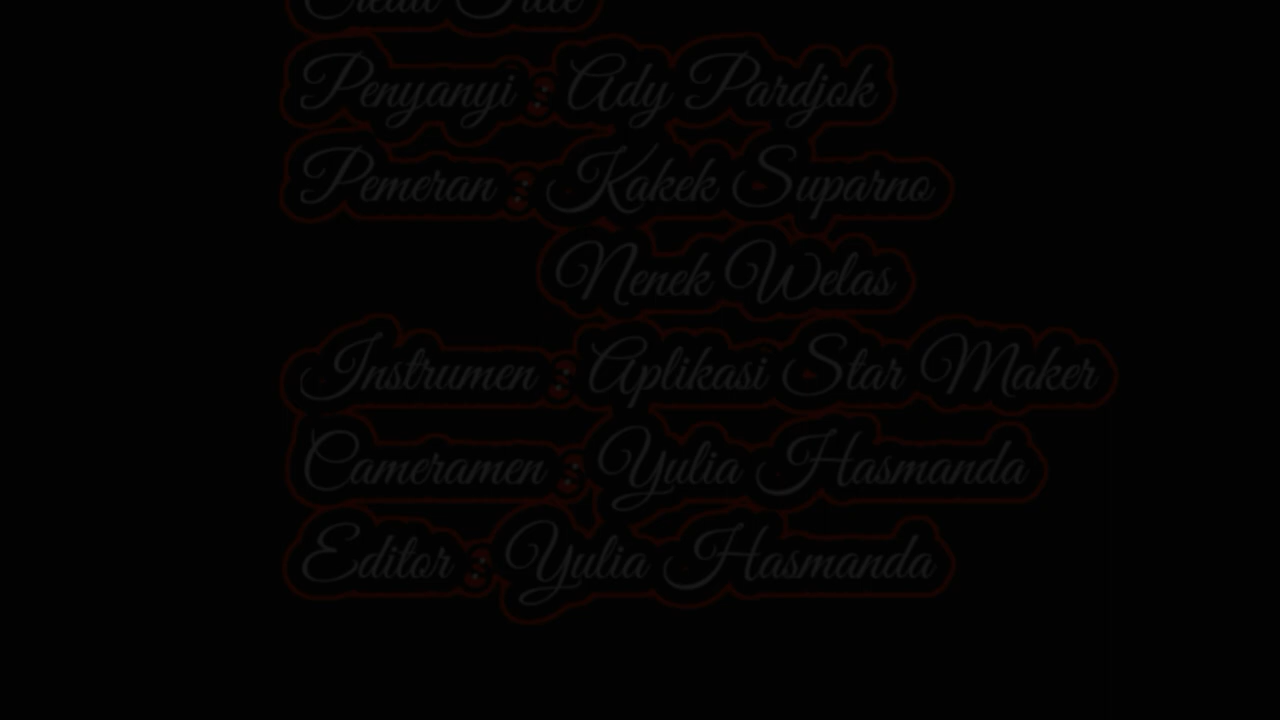 Penyanyi : Ady Pardjok
Pemeran : Kakek Suparno
Nenek Welas
Instrumen : Aplikasi Star Maker
Cameramen : Yulia Hasmanda
Editor : Yulia Hasmanda